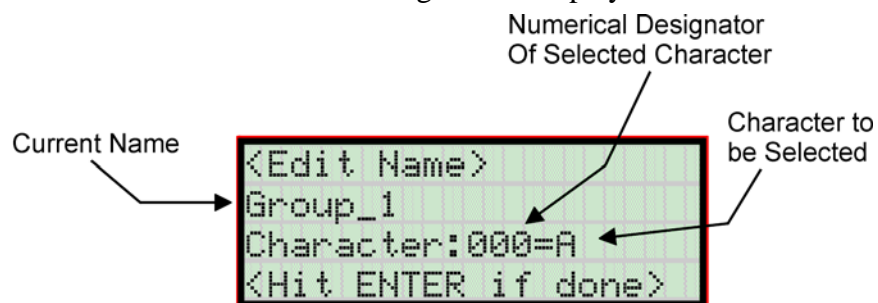 Numerical Designator
Of Selected Character
Current Name
Character to
be Selected
<Edit Name>
Group_1
Character:000=A
<Hit ENTER if done>